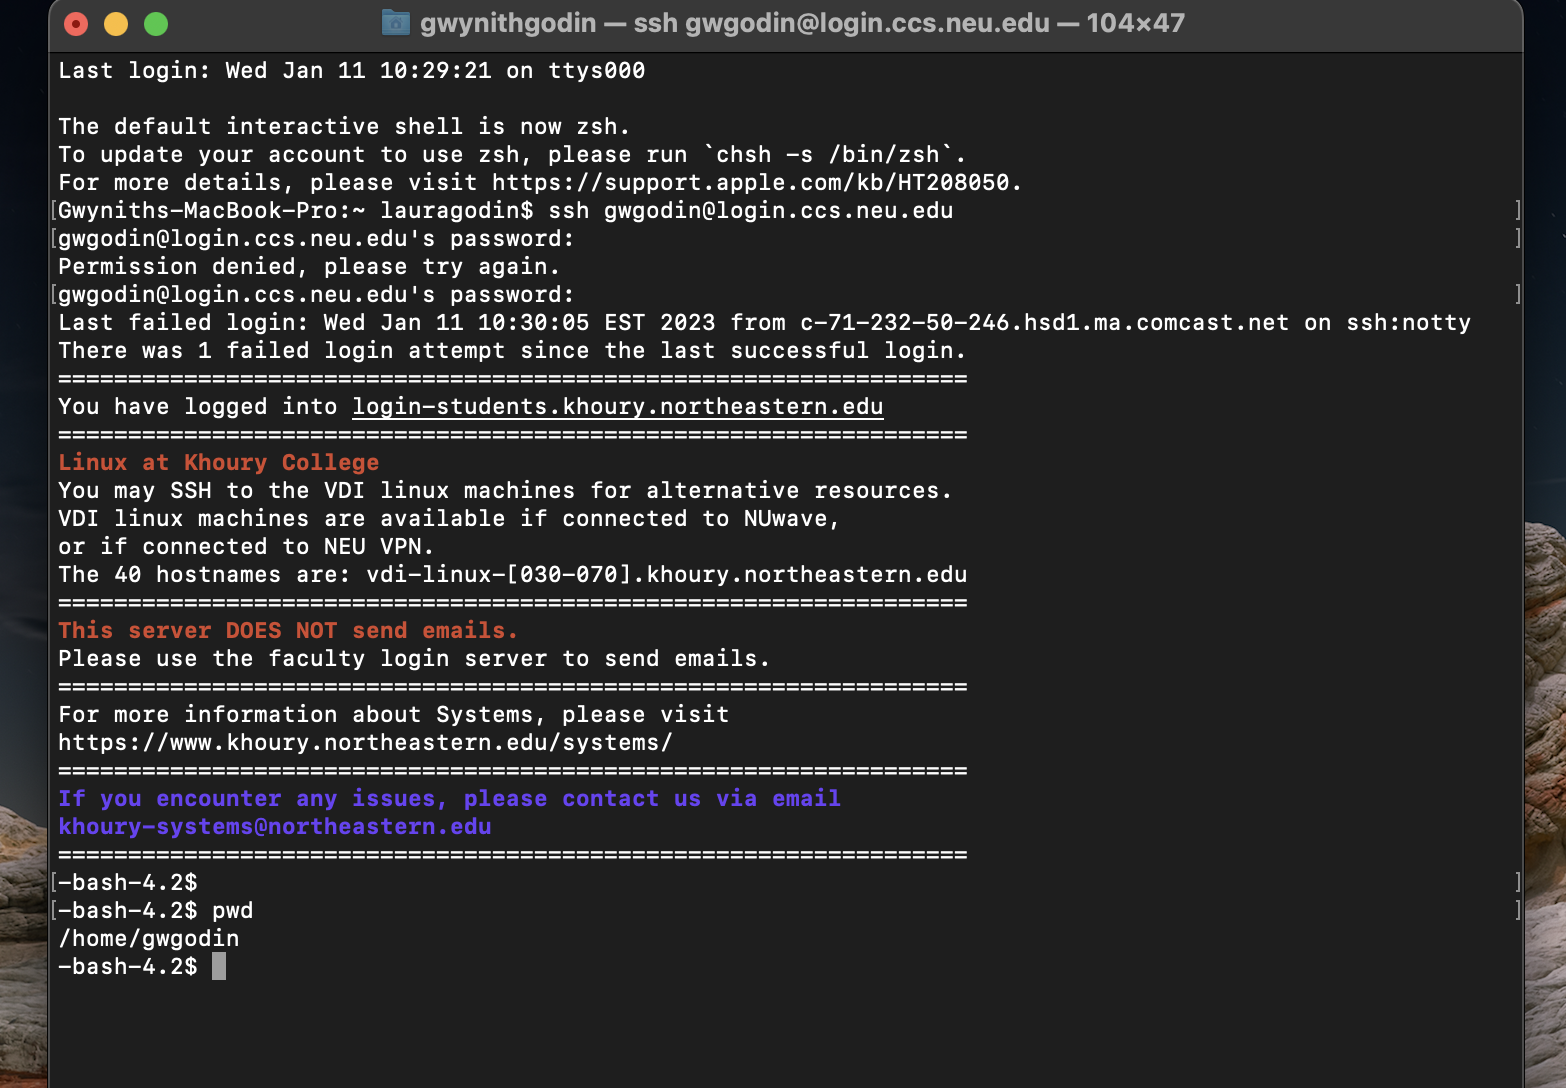 gwynithgodin — ssh gwgodin@login.ccs.neu.edu — 104×47
Last login: Wed Jan 11 10:29:21 on ttys000
The default interactive shell is now zsh.
To update your account to use zsh, please run `chsh -s /bin/zsh`.
For more details, please visit https://support.apple.com/kb/HT208050.
[Gwyniths-MacBook-Pro:~ lauragodin$ ssh gwgodin@login.ccs.neu.edu ]
[gwgodin@login.ccs.neu.edu's password: ]
Permission denied, please try again.
[gwgodin@login.ccs.neu.edu's password: ]
Last failed login: Wed Jan 11 10:30:05 EST 2023 from c-71-232-50-246.hsd1.ma.comcast.net on ssh:notty
There was 1 failed login attempt since the last successful login.
=================================================================
You have logged into login-students.khoury.northeastern.edu
=================================================================
Linux at Khoury College
You may SSH to the VDI linux machines for alternative resources.
VDI linux machines are available if connected to NUwave,
or if connected to NEU VPN.
The 40 hostnames are: vdi-linux-[030-070].khoury.northeastern.edu
=================================================================
This server DOES NOT send emails.
Please use the faculty login server to send emails.
=================================================================
For more information about Systems, please visit
https://www.khoury.northeastern.edu/systems/
=================================================================
If you encounter any issues, please contact us via email
khoury-systems@northeastern.edu
=================================================================
[-bash-4.2$ ]
[-bash-4.2$ pwd ]
/home/gwgodin
-bash-4.2$